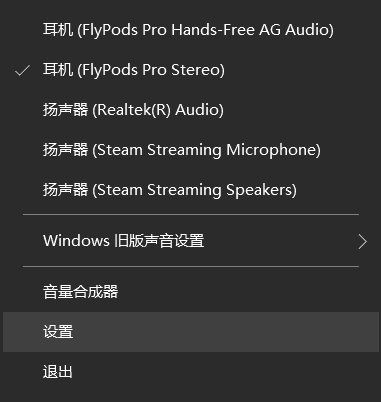 耳机 (FlyPods Pro Hands-Free AG Audio)
耳机 (FlyPods Pro Stereo)
扬声器 (Realtek(R) Audio)
扬声器 (Steam Streaming Microphone)
扬声器 (Steam Streaming Speakers)
Windows 旧版声音设置
音量合成器
设置
退出